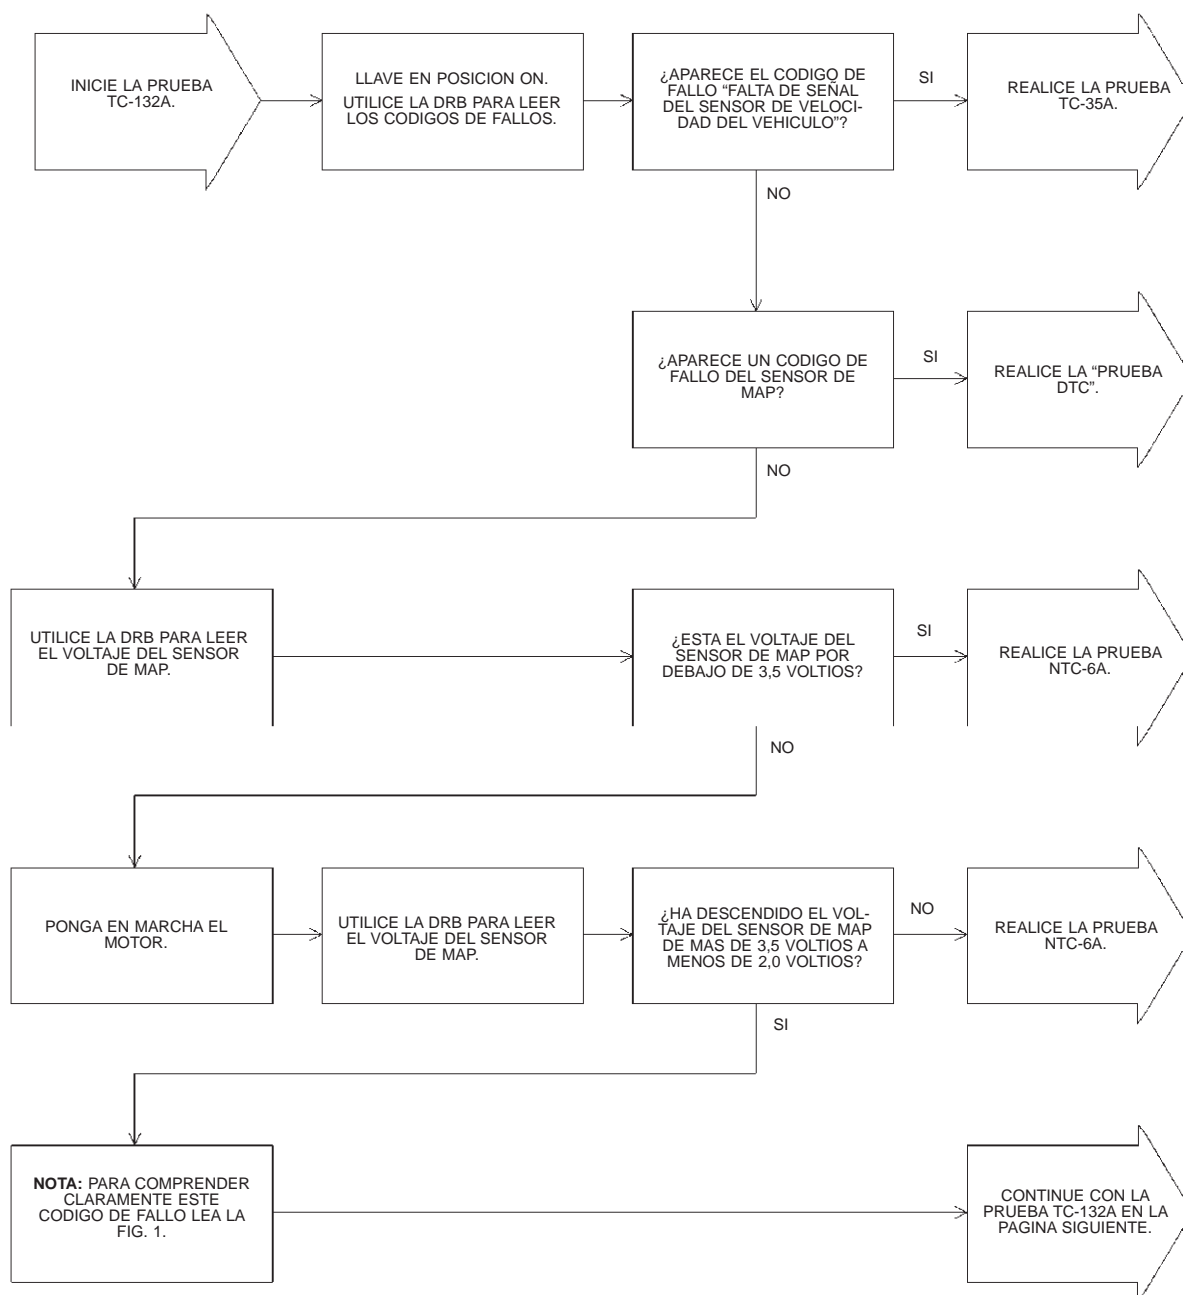 INICIE LA PRUEBA
TC-132A.
LLAVE EN POSICION ON.
UTILICE LA DRB PARA LEER
LOS CODIGOS DE FALLOS.
¿APARECE EL CODIGO DE
FALLO “FALTA DE SEÑAL
DEL SENSOR DE VELOCI-
DAD DEL VEHICULO”?
SI
REALICE LA PRUEBA
TC-35A.
NO
¿APARECE UN CODIGO DE
FALLO DEL SENSOR DE
MAP?
SI
REALICE LA “PRUEBA
DTC”.
NO
UTILICE LA DRB PARA LEER
EL VOLTAJE DEL SENSOR
DE MAP.
¿ESTA EL VOLTAJE DEL
SENSOR DE MAP POR
DEBAJO DE 3,5 VOLTIOS?
SI
REALICE LA PRUEBA
NTC-6A.
NO
PONGA EN MARCHA EL
MOTOR.
UTILICE LA DRB PARA LEER
EL VOLTAJE DEL SENSOR
DE MAP.
¿HA DESCENDIDO EL VOL-
TAJE DEL SENSOR DE MAP
DE MAS DE 3,5 VOLTIOS A
MENOS DE 2,0 VOLTIOS?
NO
REALICE LA PRUEBA
NTC-6A.
SI
NOTA: PARA COMPRENDER
CLARAMENTE ESTE
CODIGO DE FALLO LEA LA
FIG. 1.
CONTINUE CON LA
PRUEBA TC-132A EN LA
PAGINA SIGUIENTE.